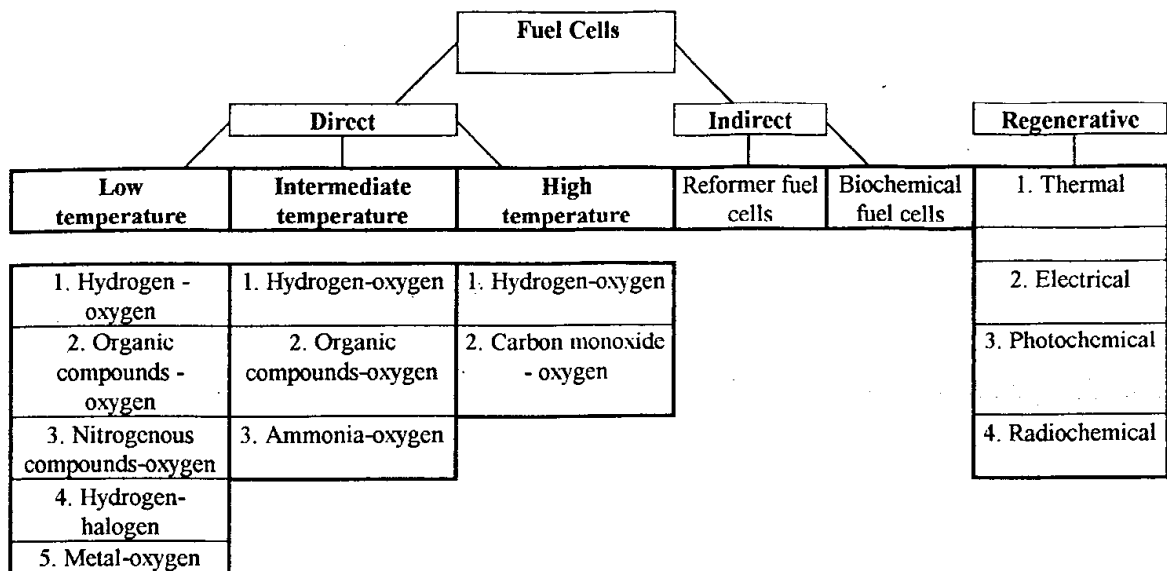 Fuel Cells
Direct
Indirect
Regenerative
Low
temperature
Intermediate
temperature
High
temperature
Reformer fuel
cells
Biochemical
fuel cells
1. Thermal
1. Hydrogen -
oxygen
1. Hydrogen-oxygen
1. Hydrogen-oxygen
2. Electrical
2. Organic
compounds -
oxygen
2. Organic
compounds-oxygen
2. Carbon monoxide
- oxygen
3. Photochemical
3. Nitrogenous
compounds-oxygen
3. Ammonia-oxygen
4. Radiochemical
4. Hydrogen-
halogen
5. Metal-oxygen